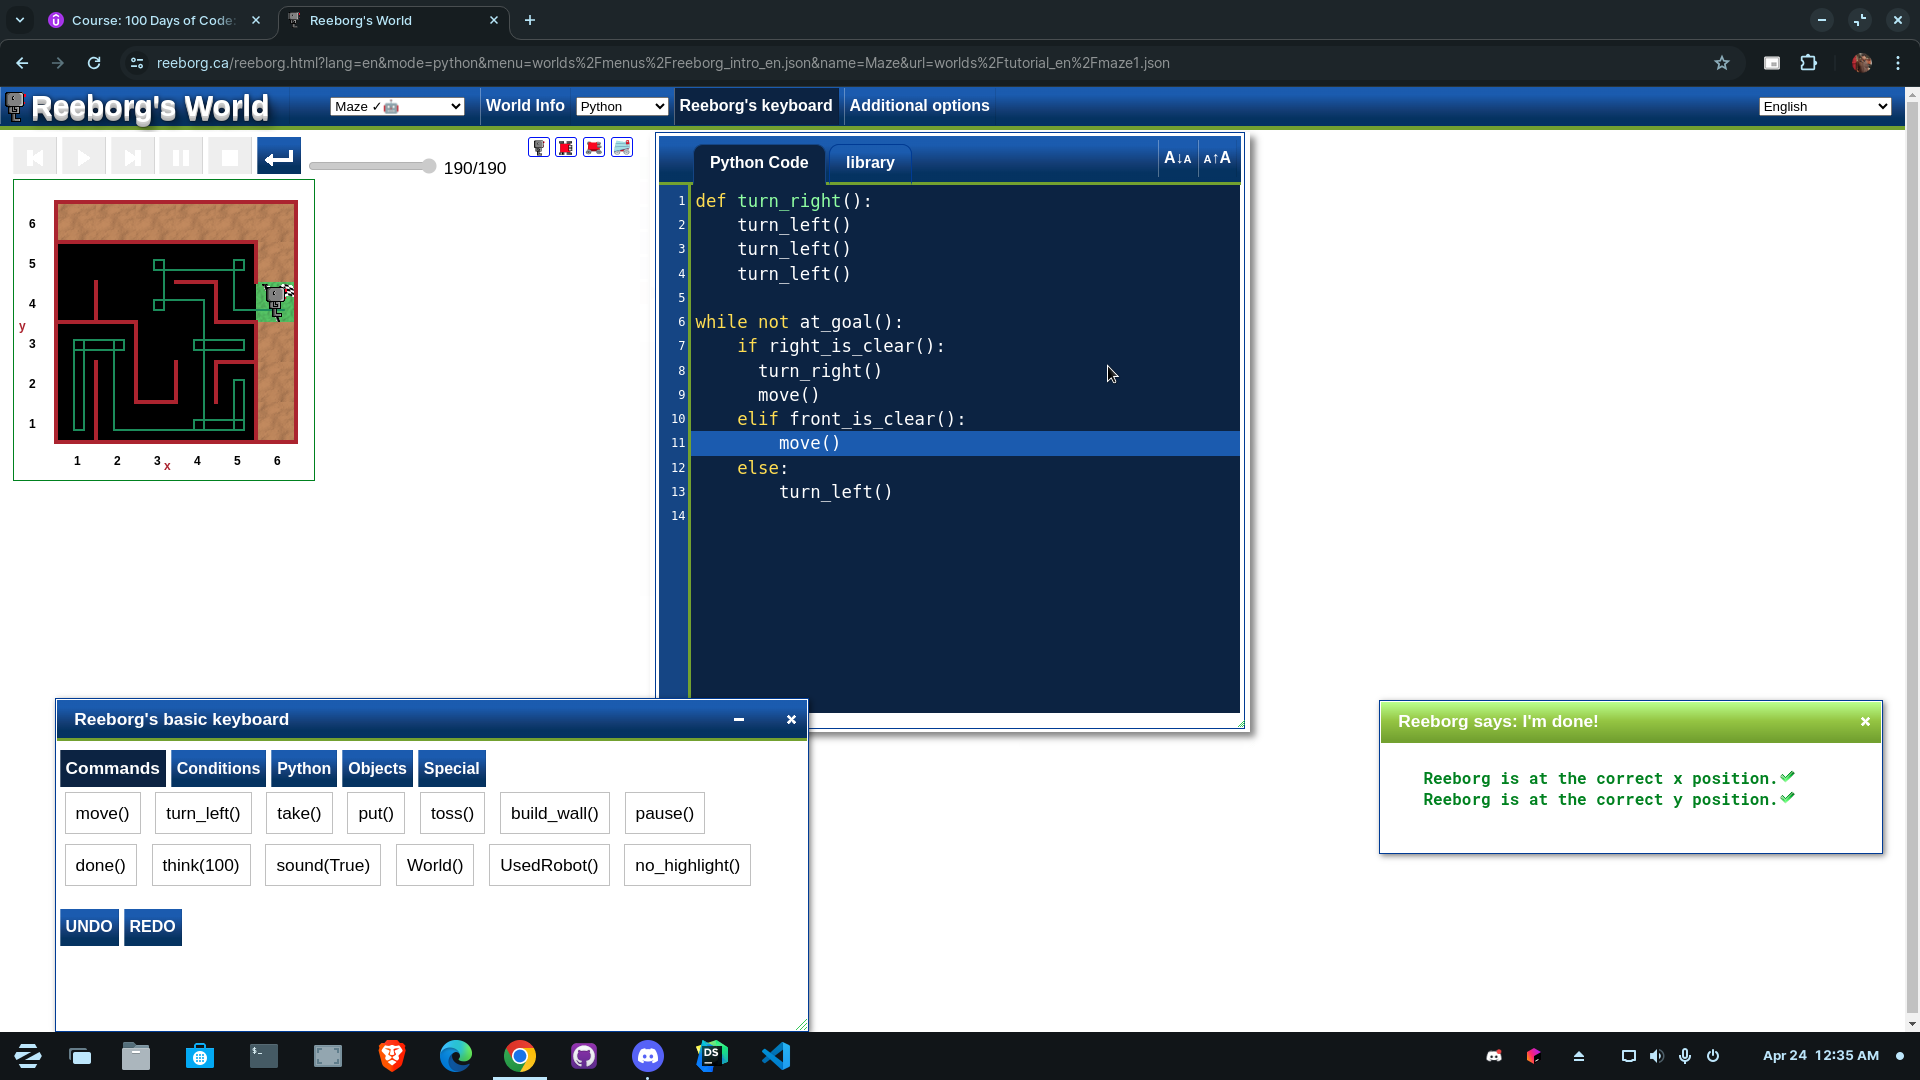 Course: 100 Days of Code:
Reeborg's World
reeborg.ca/reeborg.html?lang=en&mode=python&menu=worlds%2Fmenus%2Freeborg_intro_en.json&name=Maze&url=worlds%2Ftutorial_en%2Fmaze1.json
Reeborg's World
Maze ✓🤖
World Info
Python
Reeborg's keyboard
Additional options
English
190/190
6
5
4
3
2
1
y
1 2 3 4 5 6
x
Python Code
library
A↓A
A↑A
1 def turn_right():
2     turn_left()
3     turn_left()
4     turn_left()
5
6 while not at_goal():
7     if right_is_clear():
8       turn_right()
9       move()
10     elif front_is_clear():
11         move()
12     else:
13         turn_left()
14
Reeborg's basic keyboard
Commands Conditions Python Objects Special
move() turn_left() take() put() toss() build_wall() pause()
done() think(100) sound(True) World() UsedRobot() no_highlight()
UNDO REDO
Reeborg says: I'm done!
Reeborg is at the correct x position.✔
Reeborg is at the correct y position.✔
DS
Apr 24 12:35 AM